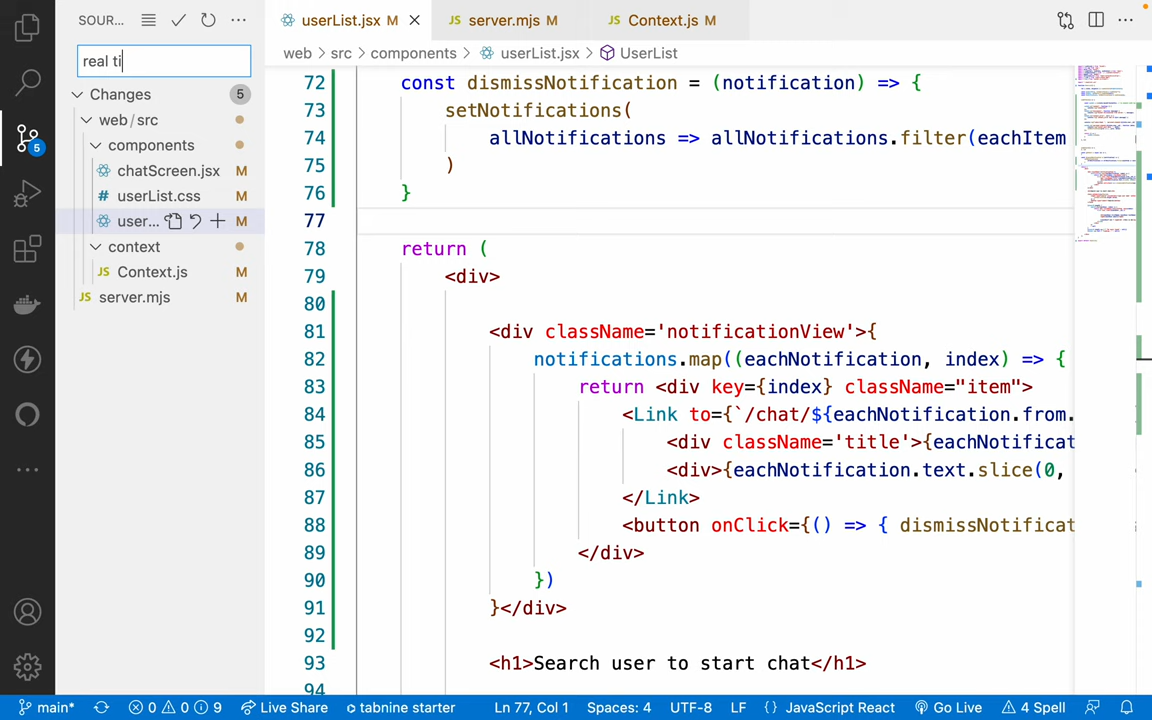 SOUR...
userList.jsx M
JS server.mjs M
JS Context.js M
web > src > components > userList.jsx > UserList
real ti
Changes 5
web/src
components
chatScreen.jsx M
# userList.css M
user... M
context
JS Context.js M
JS server.mjs M
5
72 const dismissNotification = (notification) => {
73 setNotifications(
74 allNotifications => allNotifications.filter(eachItem
75 )
76 }
77
78 return (
79 <div>
80
81 <div className='notificationView'>{
82 notifications.map((eachNotification, index) => {
83 return <div key={index} className="item">
84 <Link to={`/chat/${eachNotification.from.
85 <div className='title'>{eachNotificat
86 <div>{eachNotification.text.slice(0,
87 </Link>
88 <button onClick={() => { dismissNotificat
89 </div>
90 })
91 }</div>
92
93 <h1>Search user to start chat</h1>
94
main* 0 0 9 Live Share tabnine starter Ln 77, Col 1 Spaces: 4 UTF-8 LF {} JavaScript React Go Live 4 Spell